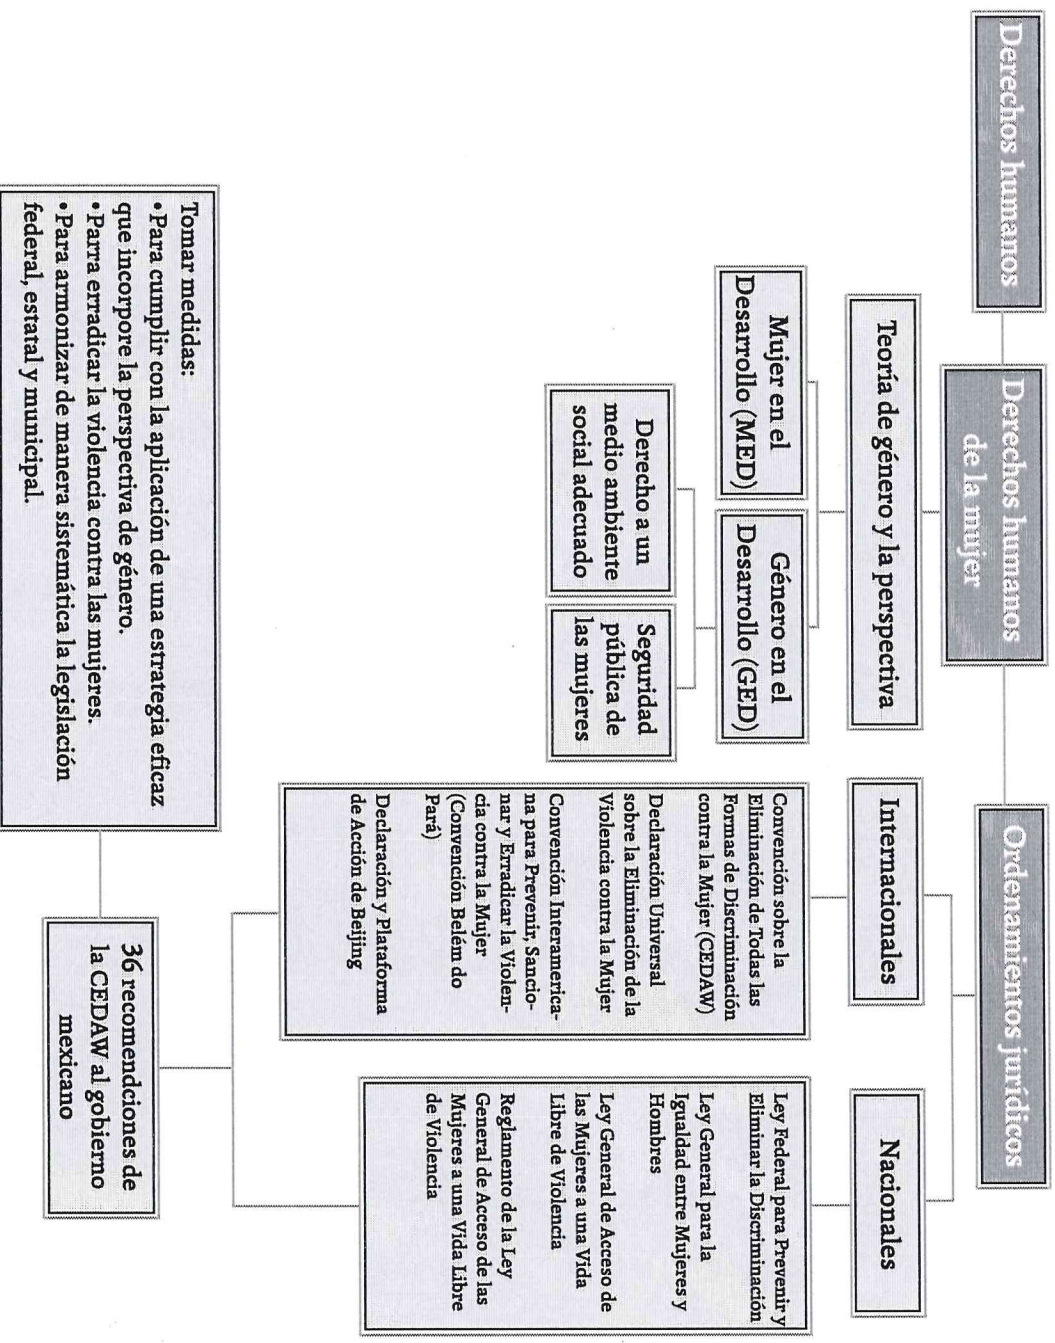 Derechos humanos
Derechos humanos
de la mujer
Ordenamientos jurídicos
Teoría de género y la perspectiva
Internacionales
Nacionales
Mujer en el
Desarrollo (MED)
Género en el
Desarrollo (GED)
Derecho a un
medio ambiente
social adecuado
Seguridad
pública de
las mujeres
Convención sobre la
Eliminación de Todas las
Formas de Discriminación
contra la Mujer (CEDAW)
Declaración Universal
sobre la Eliminación de la
Violencia contra la Mujer
Convención Interamerica-
na para Prevenir, Sancio-
nar y Erradicar la Violen-
cia contra la Mujer
(Convención Belém do
Pará)
Declaración y Plataforma
de Acción de Beijing
Ley Federal para Prevenir y
Eliminar la Discriminación
Ley General para la
Igualdad entre Mujeres y
Hombres
Ley General de Acceso de
las Mujeres a una Vida
Libre de Violencia
Reglamento de la Ley
General de Acceso de las
Mujeres a una Vida Libre
de Violencia
Tomar medidas:
• Para cumplir con la aplicación de una estrategia eficaz
que incorpore la perspectiva de género.
• Parra erradicar la violencia contra las mujeres.
• Para armonizar de manera sistemática la legislación
federal, estatal y municipal.
36 recomendciones de
la CEDAW al gobierno
mexicano